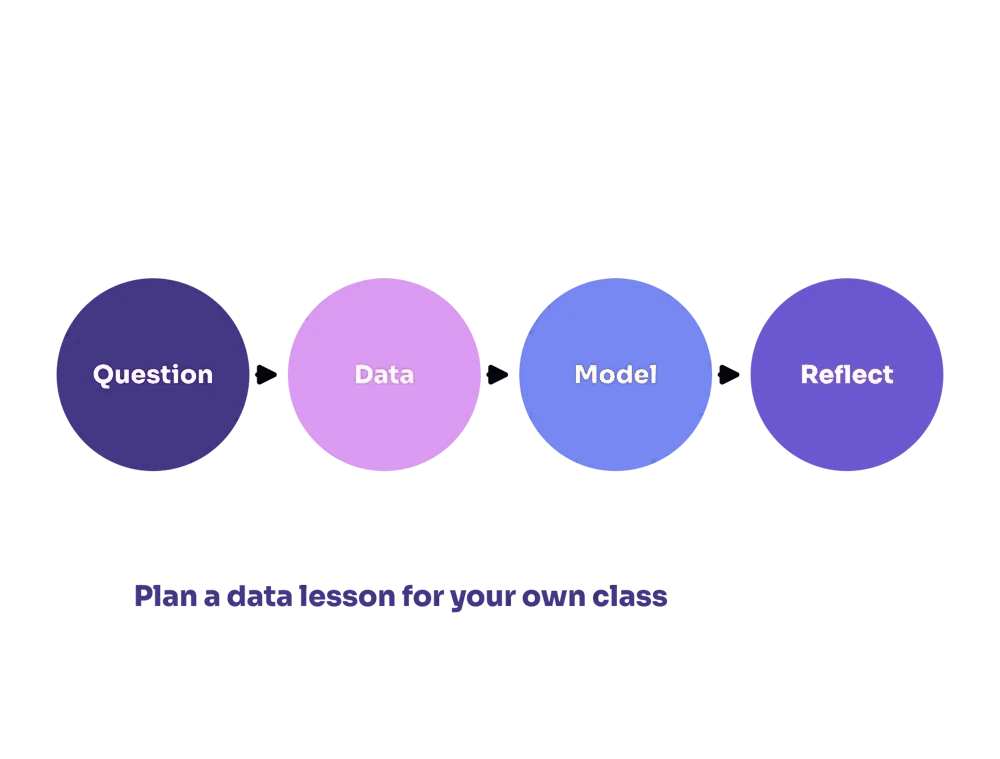 Question
Data
Model
Reflect
Plan a data lesson for your own class